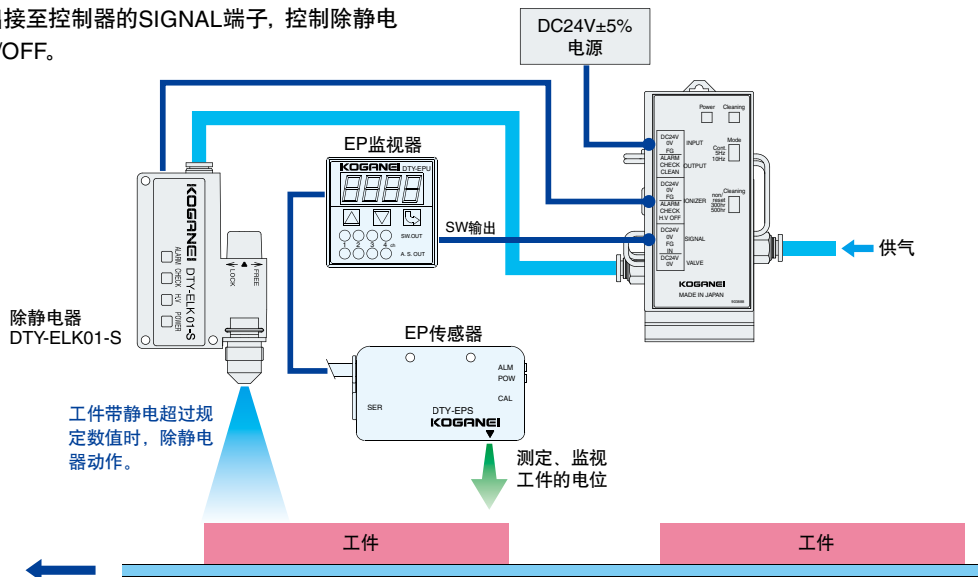 出接至控制器的SIGNAL端子, 控制除静电
/OFF。
DC24V±5%
电源
EP监视器
KOGANEI DTY-EPU
SW.OUT
1 2 3 4 ch
A. S. OUT
SW输出
Power Cleaning
DC24V
0V
FG
INPUT
ALARM
CHECK
CLEAN
OUTPUT
Mode
Cont.
5Hz
10Hz
DC24V
0V
FG
IONIZER
ALARM
CHECK
H.V OFF
Cleaning
non/
reset
300hr
500hr
DC24V
0V
FG
IN
SIGNAL
DC24V
0V
VALVE
KOGANEI
MADE IN JAPAN
供气
KOGANEI
DTY-ELK01-S
ALARM CHECK H.V POWER
LOCK FREE
除静电器
DTY-ELK01-S
EP传感器
ALM
POW
CAL
SER
DTY-EPS
KOGANEI
工件带静电超过规
定数值时，除静电
器动作。
测定、监视
工件的电位
工件
工件